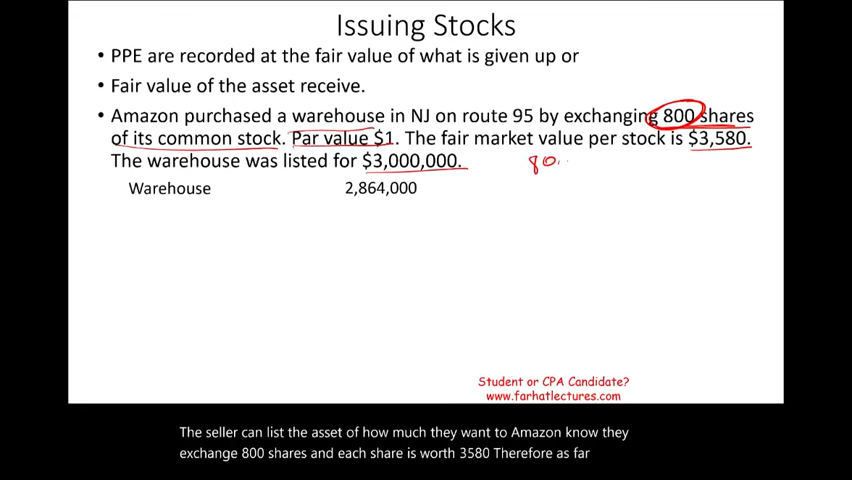 Issuing Stocks
• PPE are recorded at the fair value of what is given up or
• Fair value of the asset receive.
• Amazon purchased a warehouse in NJ on route 95 by exchanging 800 shares
of its common stock. Par value $1. The fair market value per stock is $3,580.
The warehouse was listed for $3,000,000. 80
Warehouse 2,864,000
Student or CPA Candidate?
www.farhatlectures.com
The seller can list the asset of how much they want to Amazon know they
exchange 800 shares and each share is worth 3580 Therefore as far